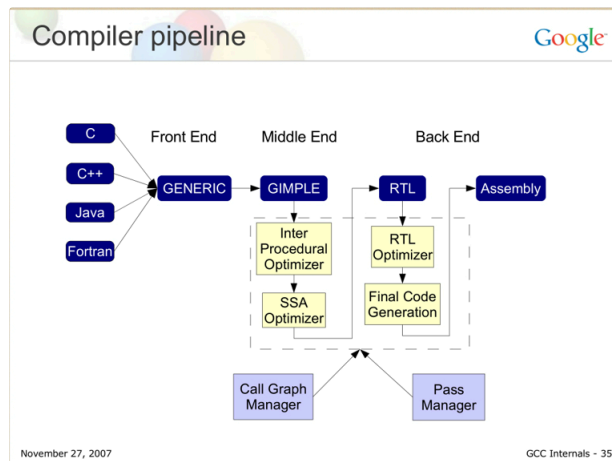 Compiler pipeline
Google
Front End
Middle End
Back End
C
C++
Java
Fortran
GENERIC
GIMPLE
RTL
Assembly
Inter
Procedural
Optimizer
SSA
Optimizer
RTL
Optimizer
Final Code
Generation
Call Graph
Manager
Pass
Manager
November 27, 2007
GCC Internals - 35